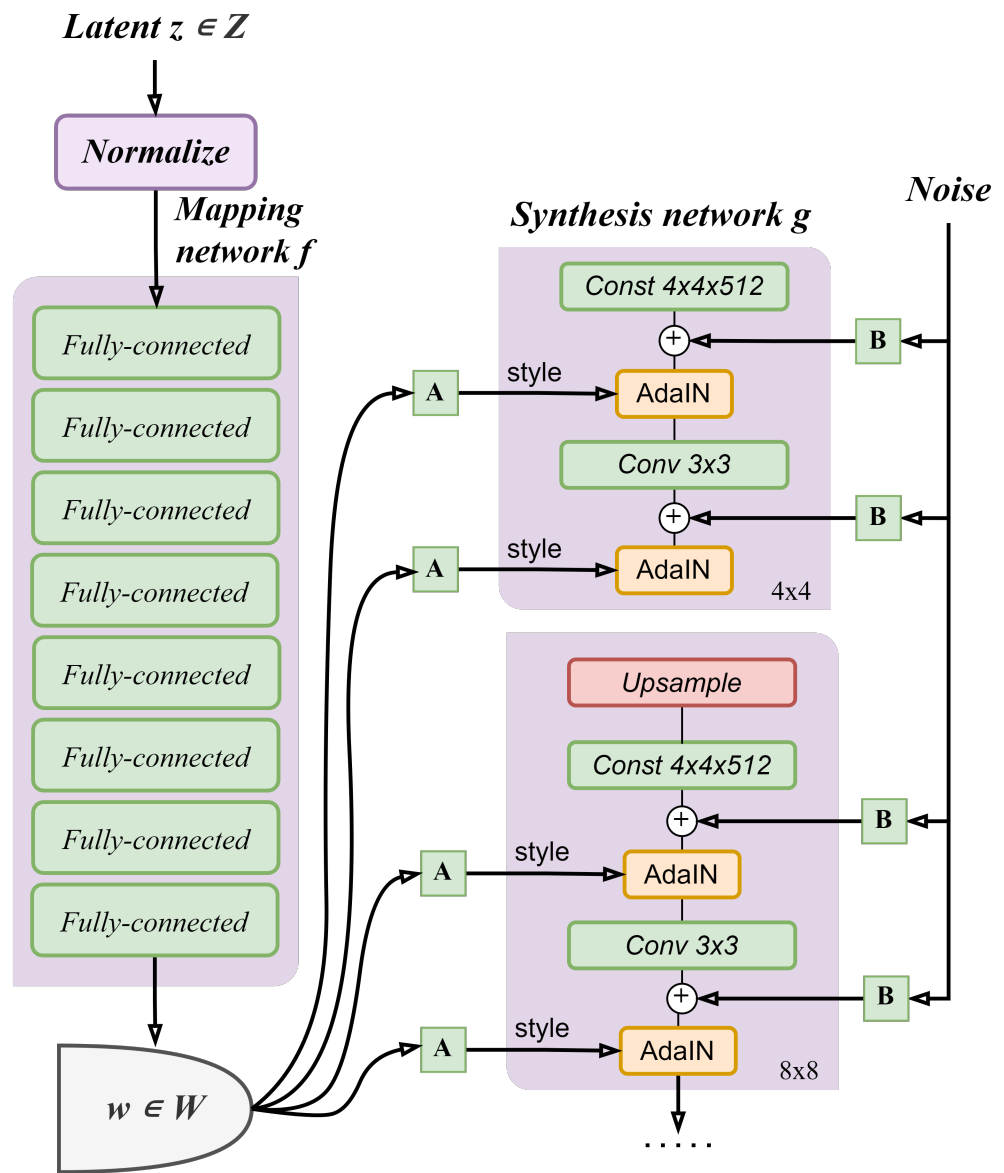 Latent z ∈ Z
Normalize
Mapping
network f
Fully-connected
Fully-connected
Fully-connected
Fully-connected
Fully-connected
Fully-connected
Fully-connected
Fully-connected
w ∈ W
Synthesis network g
Noise
Const 4x4x512
+
B
A
style
AdaIN
Conv 3x3
+
B
A
style
AdaIN
4x4
Upsample
Const 4x4x512
+
B
A
style
AdaIN
Conv 3x3
+
B
A
style
AdaIN
8x8
.....